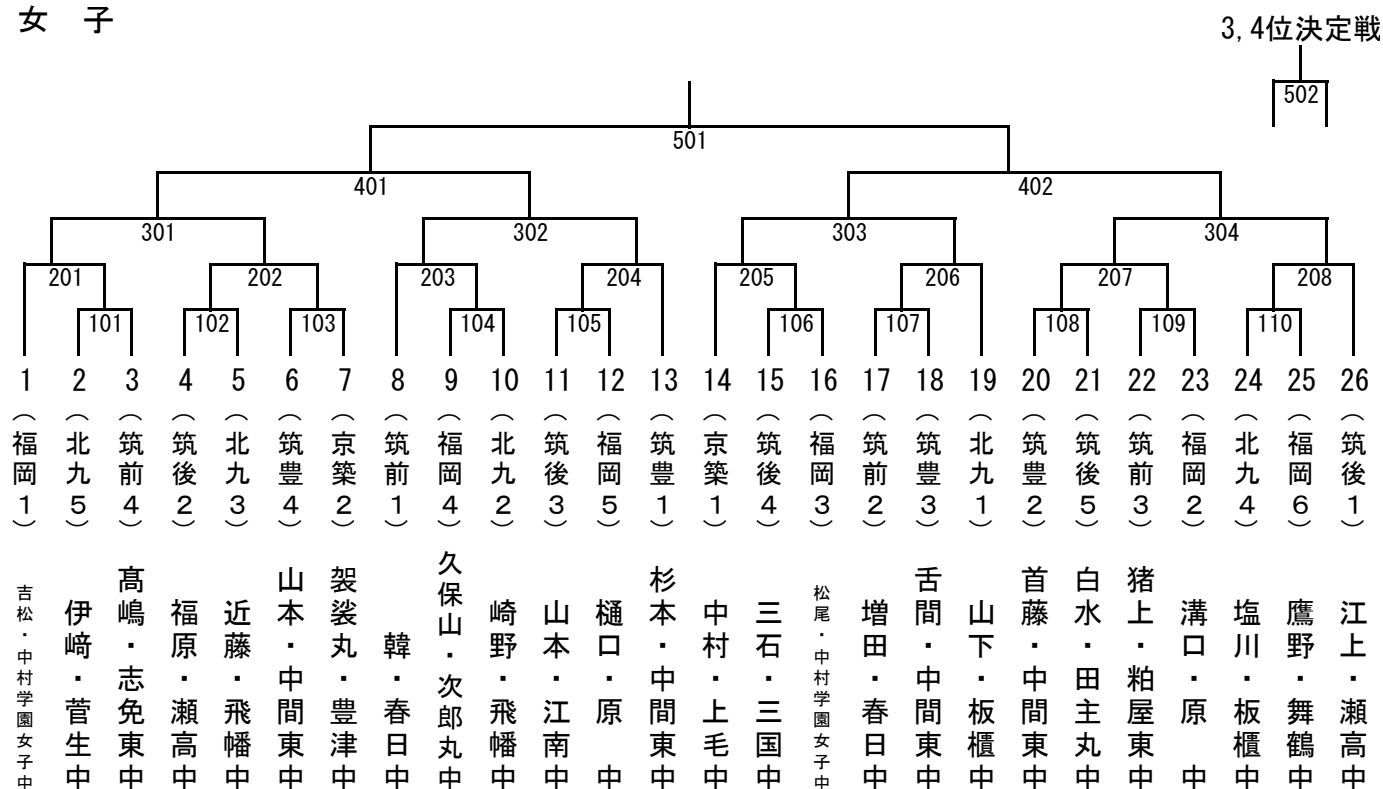 女　子
3,4位決定戦
502
501
401
402
301
302
303
304
201
202
203
204
205
206
207
208
101
102
103
104
105
106
107
108
109
110
1
（福岡１）
吉松・中村学園女子中
2
（北九５）
伊﨑・菅生中
3
（筑前４）
髙嶋・志免東中
4
（筑後２）
福原・瀬高中
5
（北九３）
近藤・飛幡中
6
（筑豊４）
山本・中間東中
7
（京築２）
袈裟丸・豊津中
8
（筑前１）
韓・春日中
9
（福岡４）
久保山・次郎丸中
10
（北九２）
崎野・飛幡中
11
（筑後３）
山本・江南中
12
（福岡５）
樋口・原　中
13
（筑豊１）
杉本・中間東中
14
（京築１）
中村・上毛中
15
（筑後４）
三石・三国中
16
（福岡３）
松尾・中村学園女子中
17
（筑前２）
増田・春日中
18
（筑豊３）
舌間・中間東中
19
（北九１）
山下・板櫃中
20
（筑豊２）
首藤・中間東中
21
（筑後５）
白水・田主丸中
22
（筑前３）
猪上・粕屋東中
23
（福岡２）
溝口・原　中
24
（北九４）
塩川・板櫃中
25
（福岡６）
鷹野・舞鶴中
26
（筑後１）
江上・瀬高中